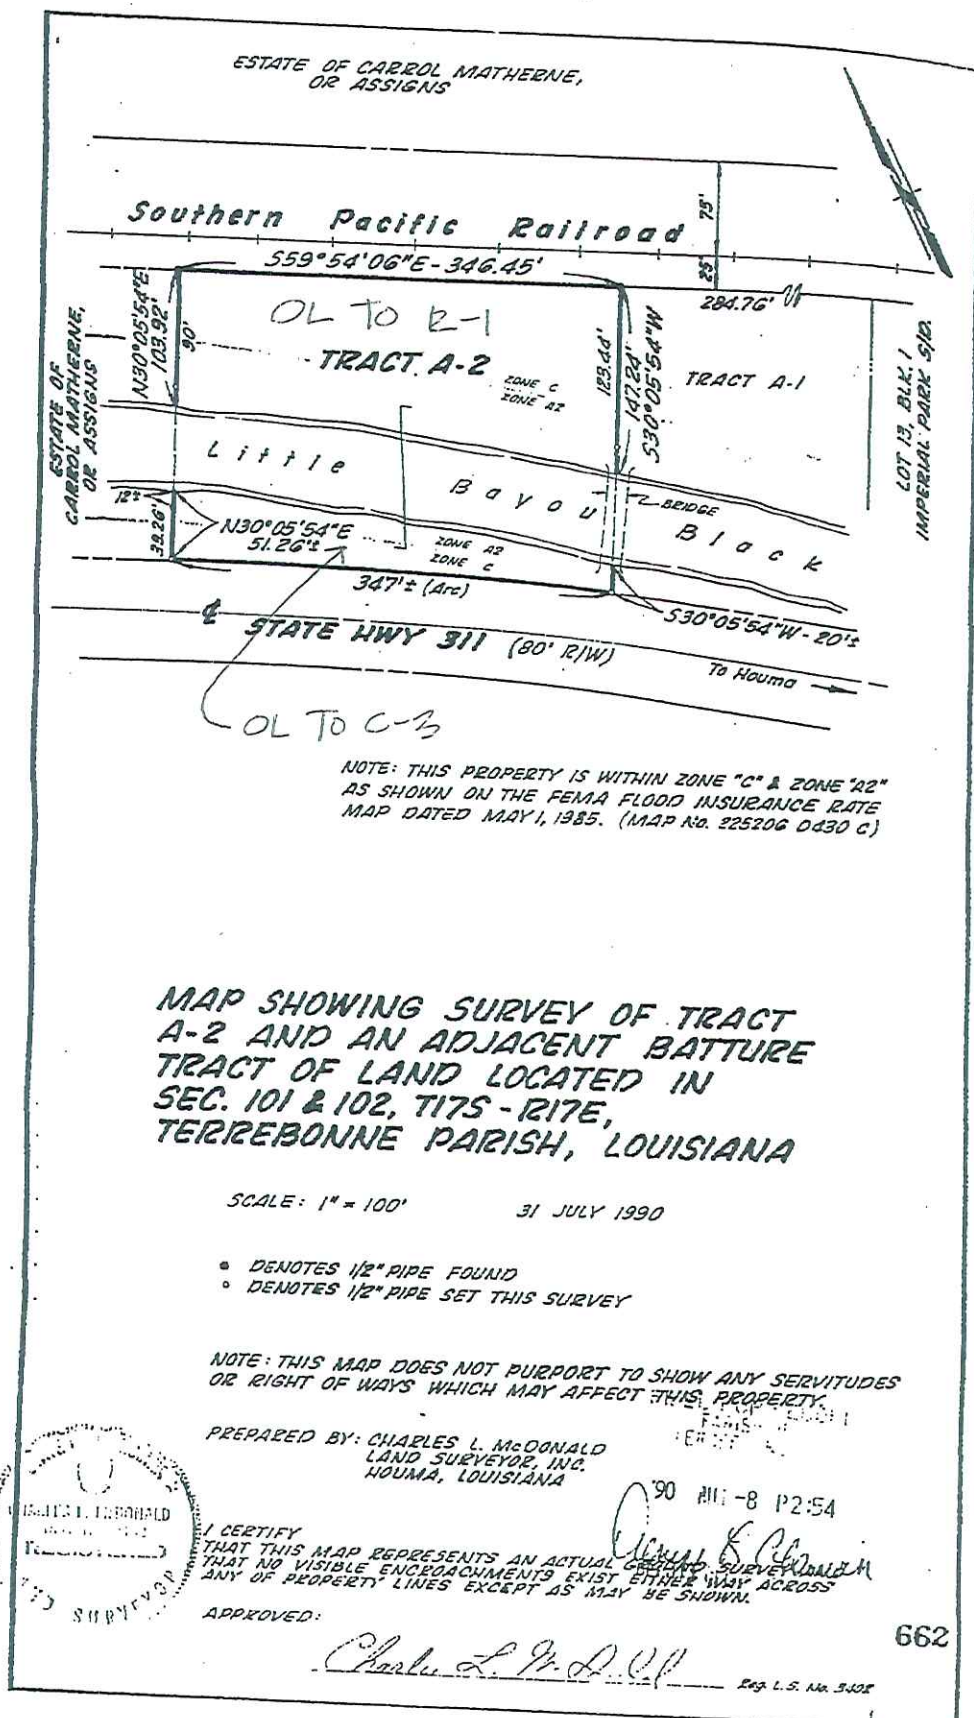 ESTATE OF CARROL MATHERNE,
OR ASSIGNS
Southern Pacific Railroad
75'
25'
S59°54'06"E - 346.45'
284.76'
N30°05'54"E
103.92'
90'
OL TO R-1
TRACT A-2
ZONE C
ZONE A2
123.44'
147.24'
S30°05'54"W
TRACT A-1
LOT 13, BLK. 1
IMPERIAL PARK S/D.
ESTATE OF
CARROL MATHERNE,
OR ASSIGNS
Little Bayou Black
BRIDGE
12'±
39.26'
N30°05'54"E
51.26'±
ZONE A2
ZONE C
347'± (Arc)
S30°05'54"W - 20'±
℄ STATE HWY 311 (80' R/W)
To Houma
OL TO C-3
NOTE: THIS PROPERTY IS WITHIN ZONE "C" & ZONE "A2"
AS SHOWN ON THE FEMA FLOOD INSURANCE RATE
MAP DATED MAY 1, 1985. (MAP No. 225206 0430 C)
MAP SHOWING SURVEY OF TRACT
A-2 AND AN ADJACENT BATTURE
TRACT OF LAND LOCATED IN
SEC. 101 & 102, T17S - R17E,
TERREBONNE PARISH, LOUISIANA
SCALE: 1" = 100' 31 JULY 1990
DENOTES 1/2" PIPE FOUND
DENOTES 1/2" PIPE SET THIS SURVEY
NOTE: THIS MAP DOES NOT PURPORT TO SHOW ANY SERVITUDES
OR RIGHT OF WAYS WHICH MAY AFFECT THIS PROPERTY.
PREPARED BY: CHARLES L. McDONALD
LAND SURVEYOR, INC.
HOUMA, LOUISIANA
'90 AUG -8 P2:54
I CERTIFY
THAT THIS MAP REPRESENTS AN ACTUAL GROUND SURVEY
THAT NO VISIBLE ENCROACHMENTS EXIST EITHER WAY ACROSS
ANY OF PROPERTY LINES EXCEPT AS MAY BE SHOWN.
APPROVED:
Reg. L.S. No.
662